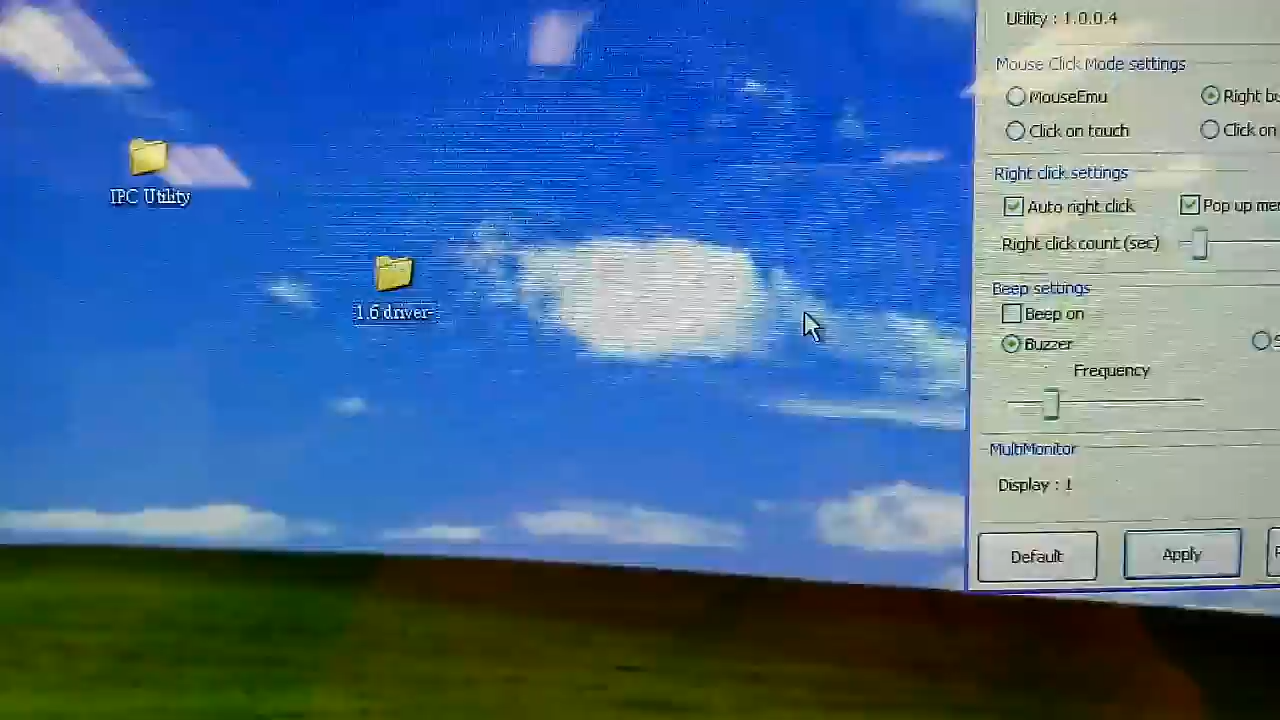 IPC Utility
1.6 driver-
Utility : 1.0.0.4
Mouse Click Mode settings
MouseEmu
Right
Click on touch
Click on
Right click settings
Auto right click
Pop up
Right click count (sec)
Beep settings
Beep on
Buzzer
Frequency
MultiMonitor
Display : 1
Default
Apply